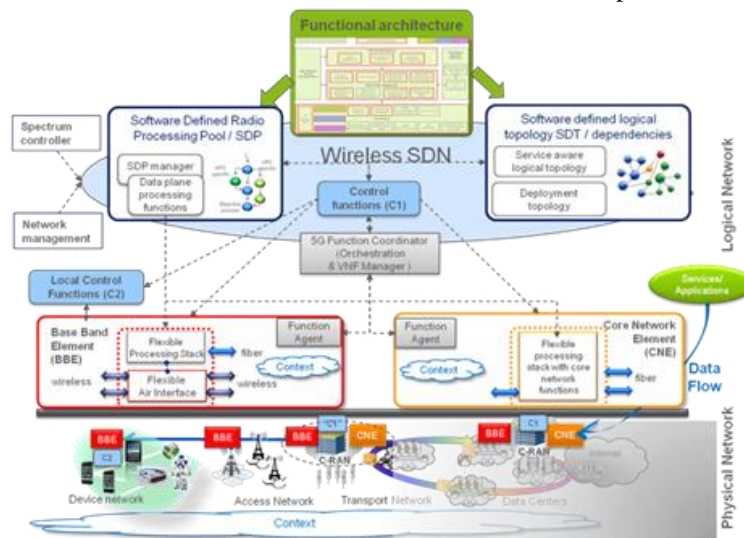 Functional architecture
Software Defined Radio
Processing Pool / SDP
SDP manager
Data plane
processing
functions
Software defined logical
topology SDT / dependencies
Service aware
logical topology
Deployment
topology
Spectrum
controller
Network
management
Wireless SDN
Control
functions (C1)
5G Function Coordinator
(Orchestration
& VNF Manager )
Logical Network
Local Control
Functions (C2)
Services/
Applications
Base Band
Element
(BBE)
Function
Agent
Flexible
Processing Stack
fiber
Context
wireless
Flexible
Air Interface
wireless
Function
Agent
Core Network
Element
(CNE)
Flexible
processing
stack with core
network
functions
Context
fiber
Data
Flow
BBE
C2
BBE
BBE
"C1"
CNE
C-RAN
BBE
C1
CNE
C-RAN
Internet
Device network
Access Network
Transport Network
Data Centers
Context
Physical Network